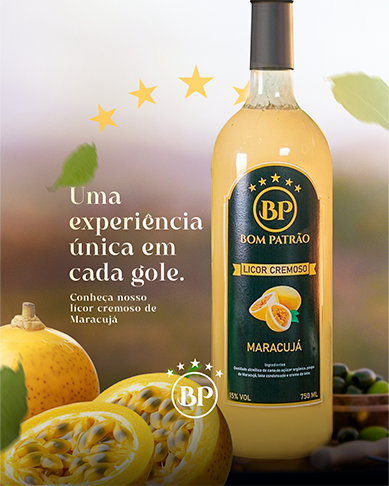 Uma
experiência
única em
cada gole.
Conheça nosso
licor cremoso de
Maracujá
BP
BOM PATRÃO
LICOR CREMOSO
MARACUJÁ
Ingredientes
15% VOL
750 ML
BP